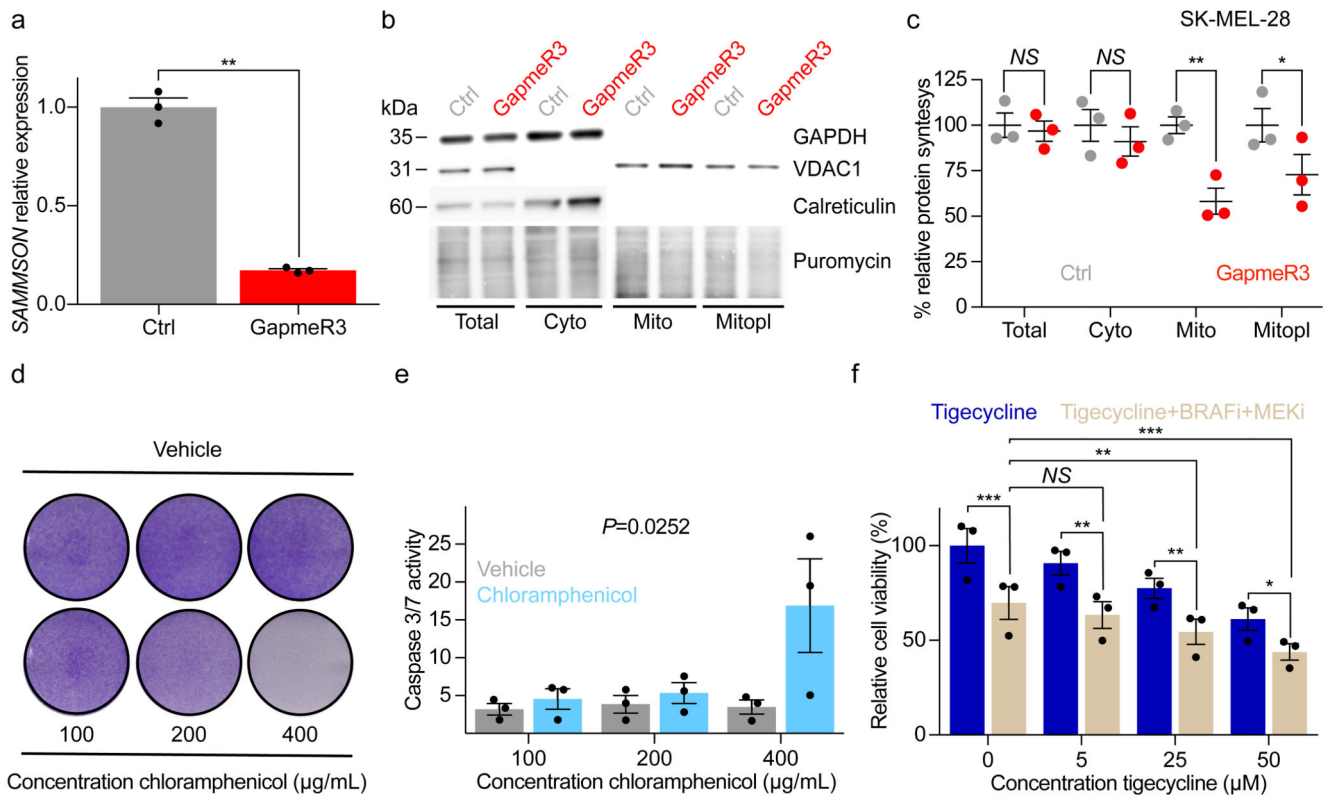 a
SAMMSON relative expression
1.0
0.5
0.0
**
Ctrl
GapmeR3
b
kDa
Ctrl
GapmeR3
Ctrl
GapmeR3
Ctrl
GapmeR3
Ctrl
GapmeR3
35
31
60
GAPDH
VDAC1
Calreticulin
Puromycin
Total
Cyto
Mito
Mitopl
c
SK-MEL-28
NS
NS
**
*
% relative protein syntesys
125
100
75
50
25
0
Ctrl
GapmeR3
Total
Cyto
Mito
Mitopl
d
Vehicle
100
200
400
Concentration chloramphenicol (µg/mL)
e
P=0.0252
Caspase 3/7 activity
25
20
15
10
5
Vehicle
Chloramphenicol
100
200
400
Concentration chloramphenicol (µg/mL)
f
Tigecycline
Tigecycline+BRAFi+MEKi
***
**
NS
***
**
**
*
Relative cell viability (%)
100
50
0
0
5
25
50
Concentration tigecycline (µM)